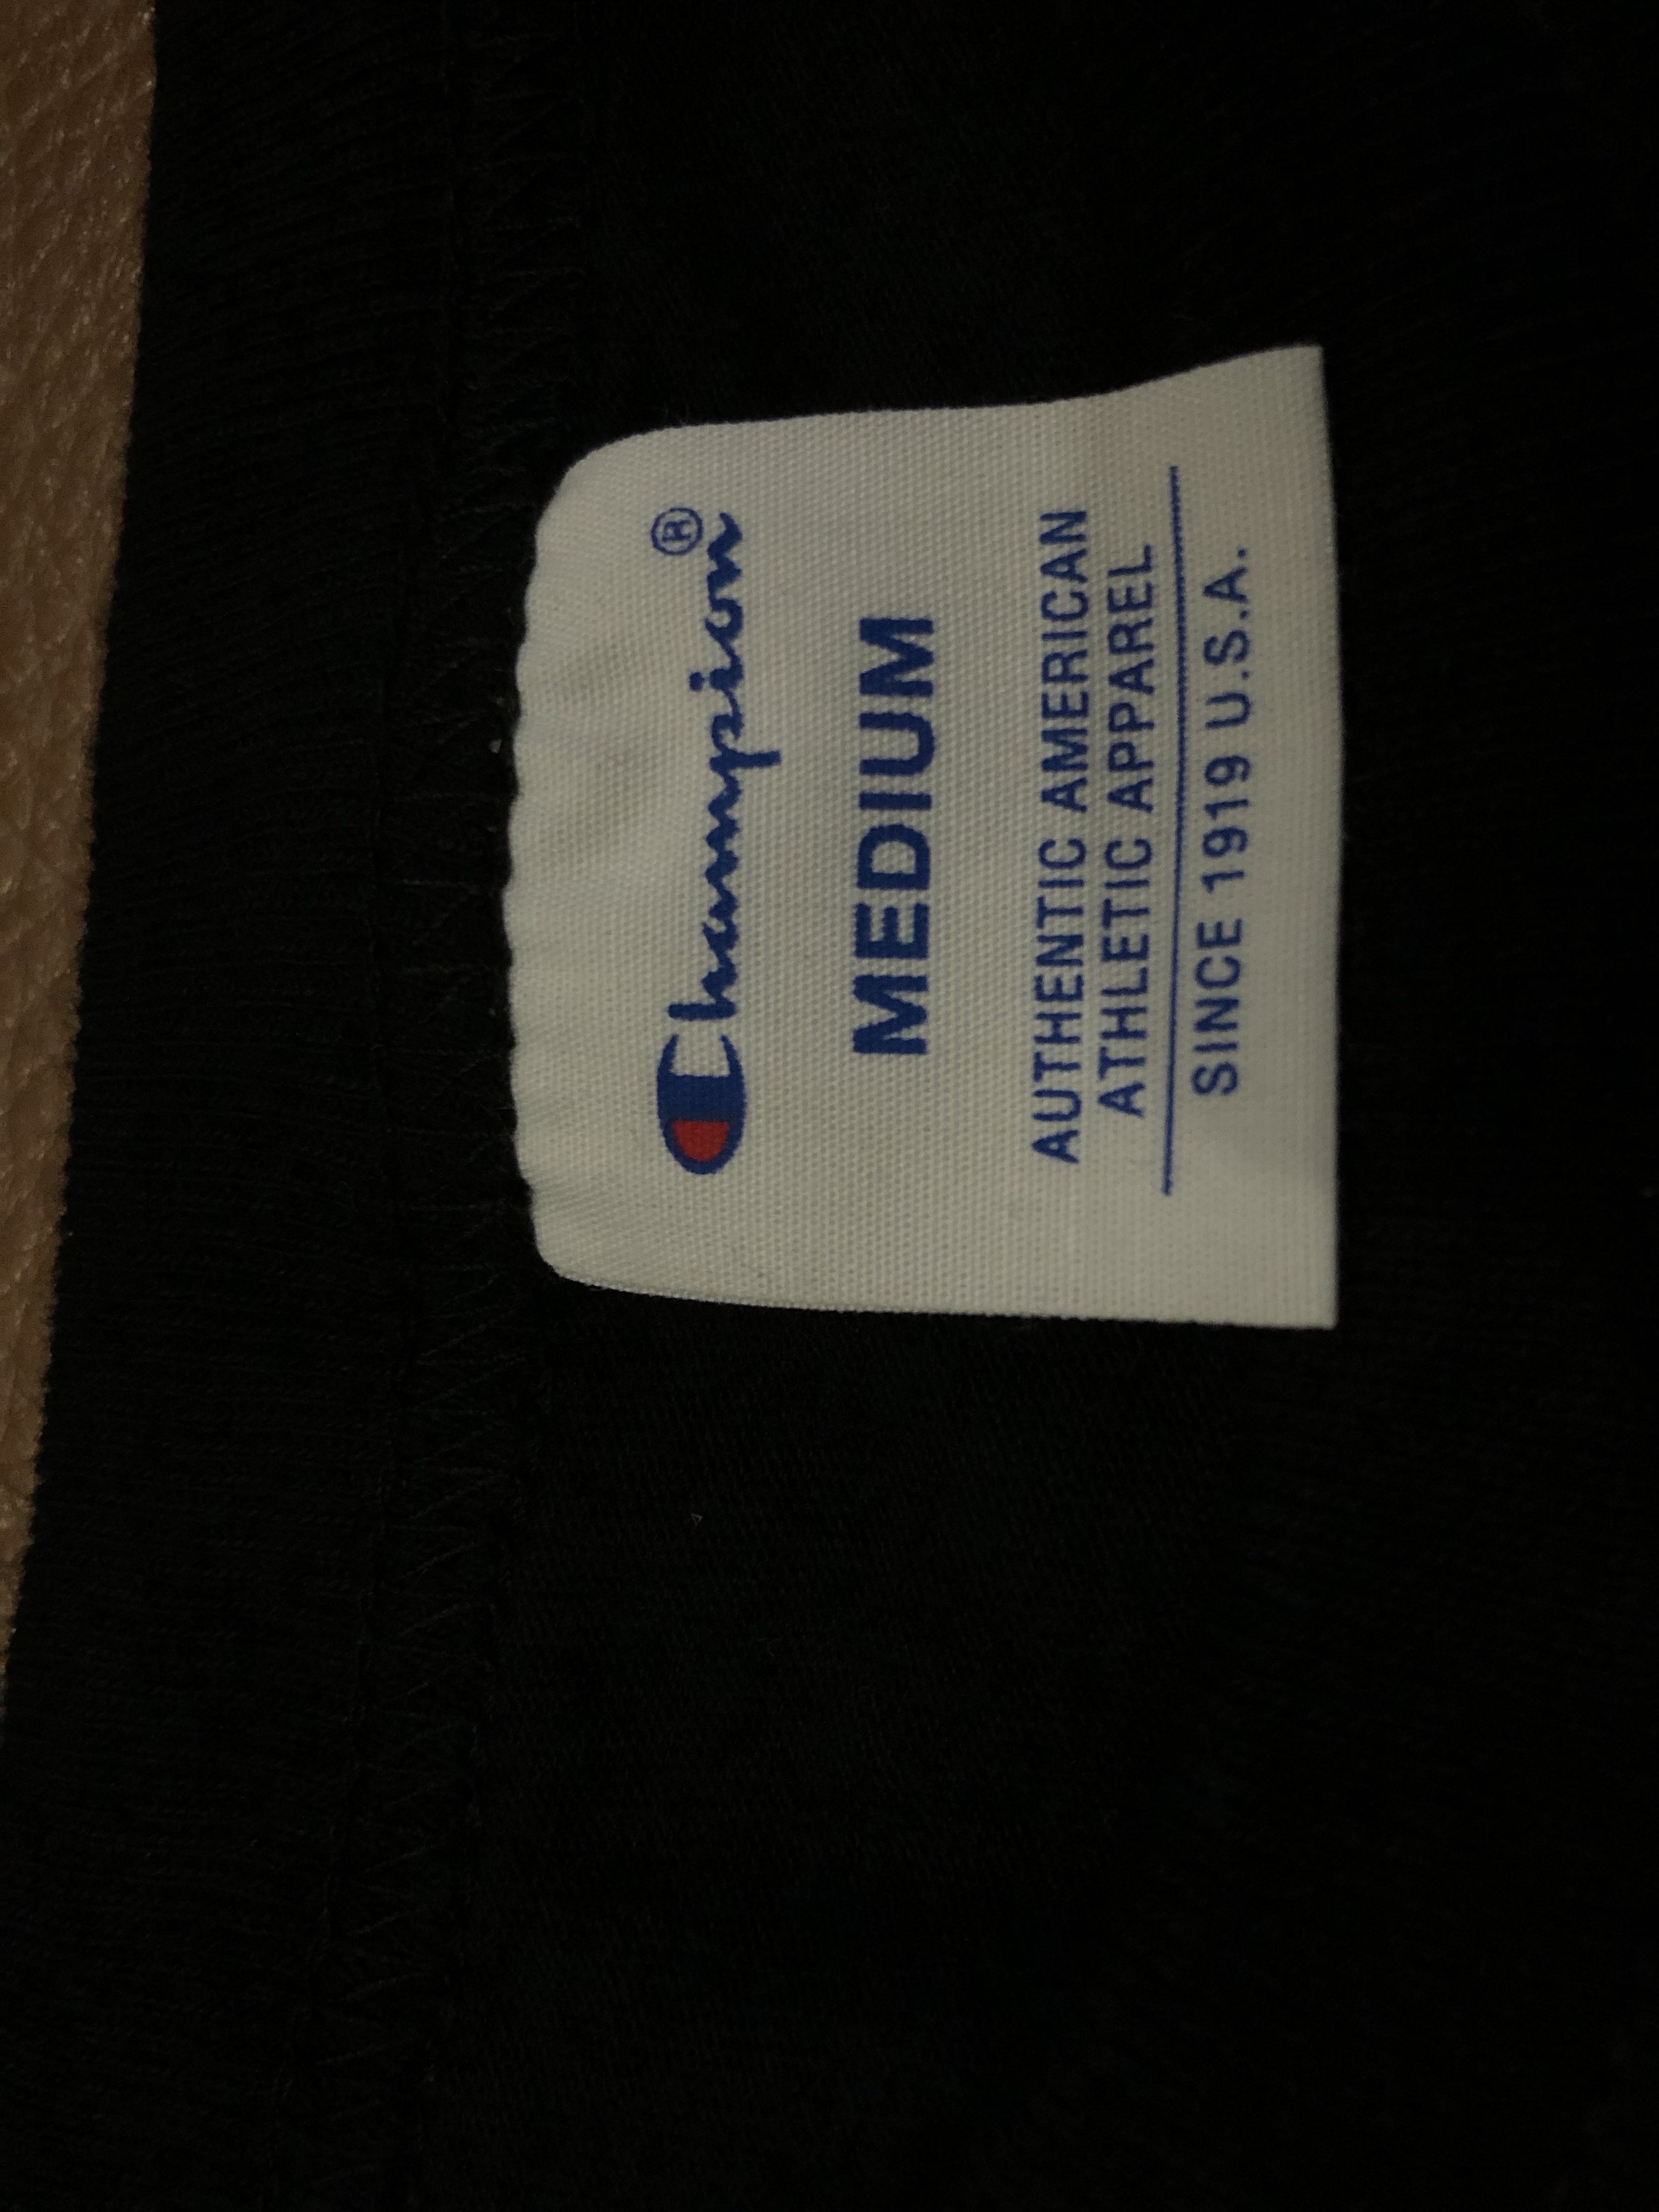 Champion®
MEDIUM
AUTHENTIC AMERICAN
ATHLETIC APPAREL
SINCE 1919 U.S.A.